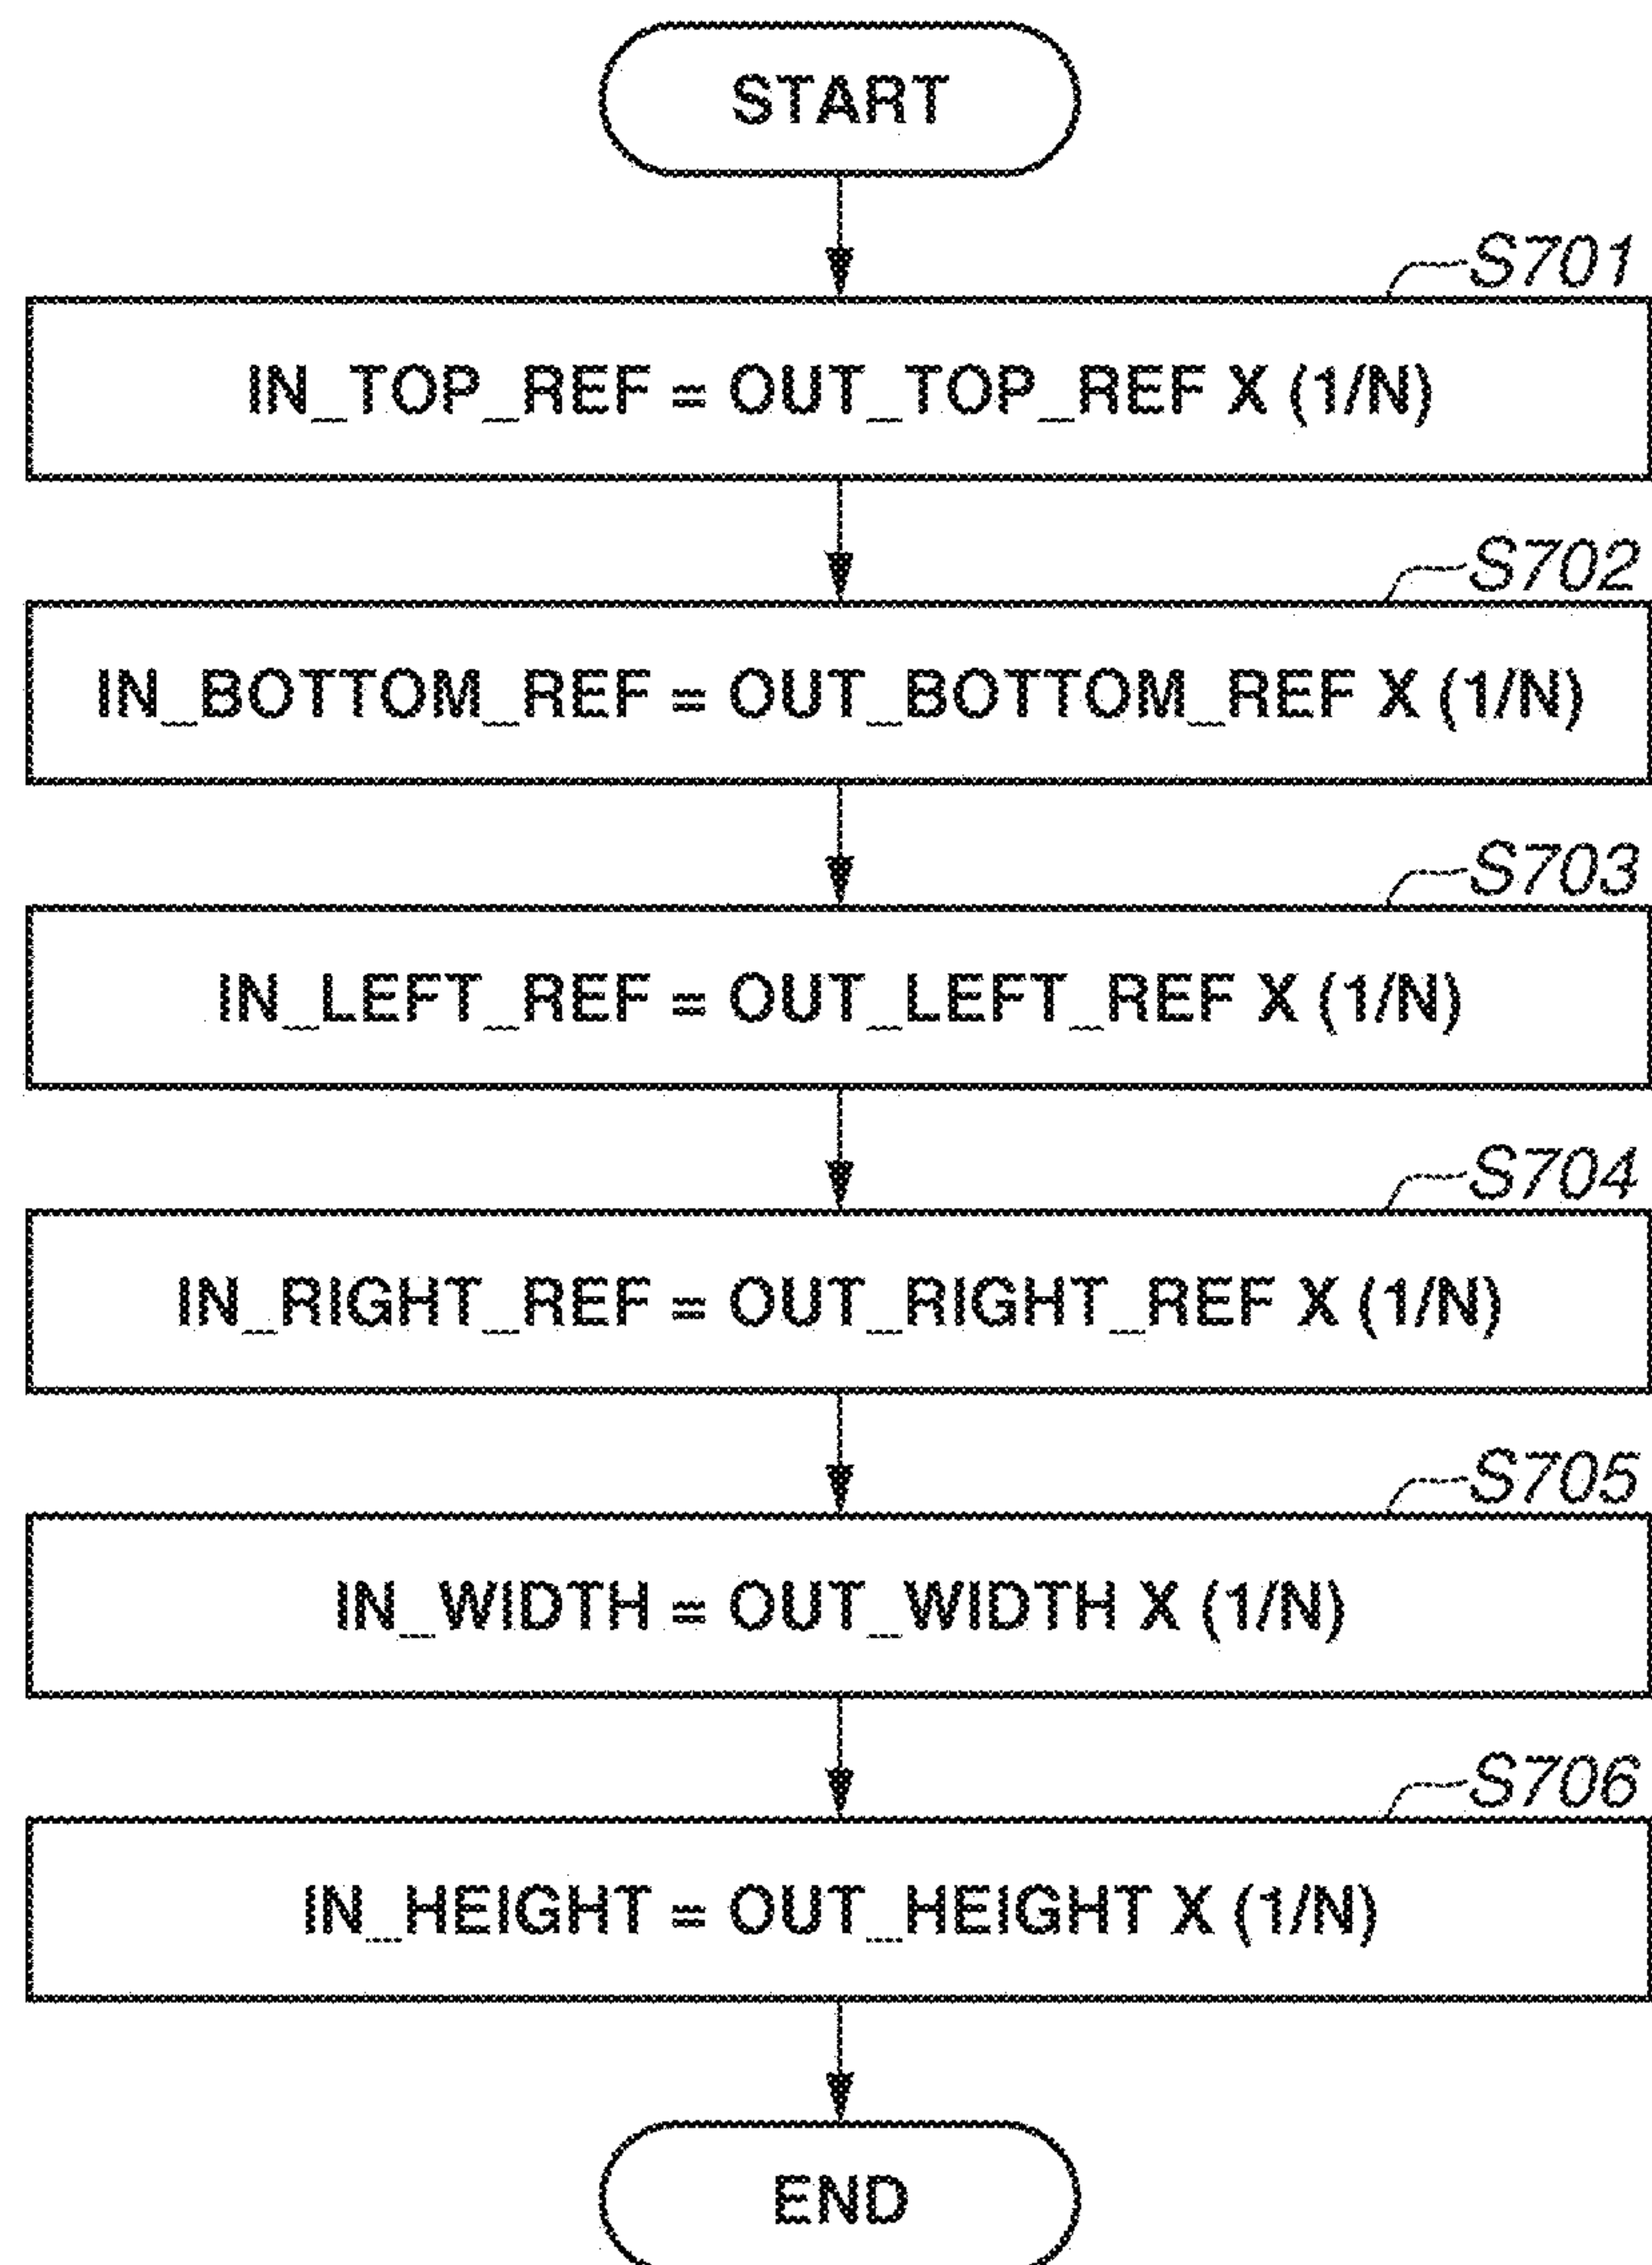 START
S701
IN_TOP_REF = OUT_TOP_REF X (1/N)
S702
IN_BOTTOM_REF = OUT_BOTTOM_REF X (1/N)
S703
IN_LEFT_REF = OUT_LEFT_REF X (1/N)
S704
IN_RIGHT_REF = OUT_RIGHT_REF X (1/N)
S705
IN_WIDTH = OUT_WIDTH X (1/N)
S706
IN_HEIGHT = OUT_HEIGHT X (1/N)
END